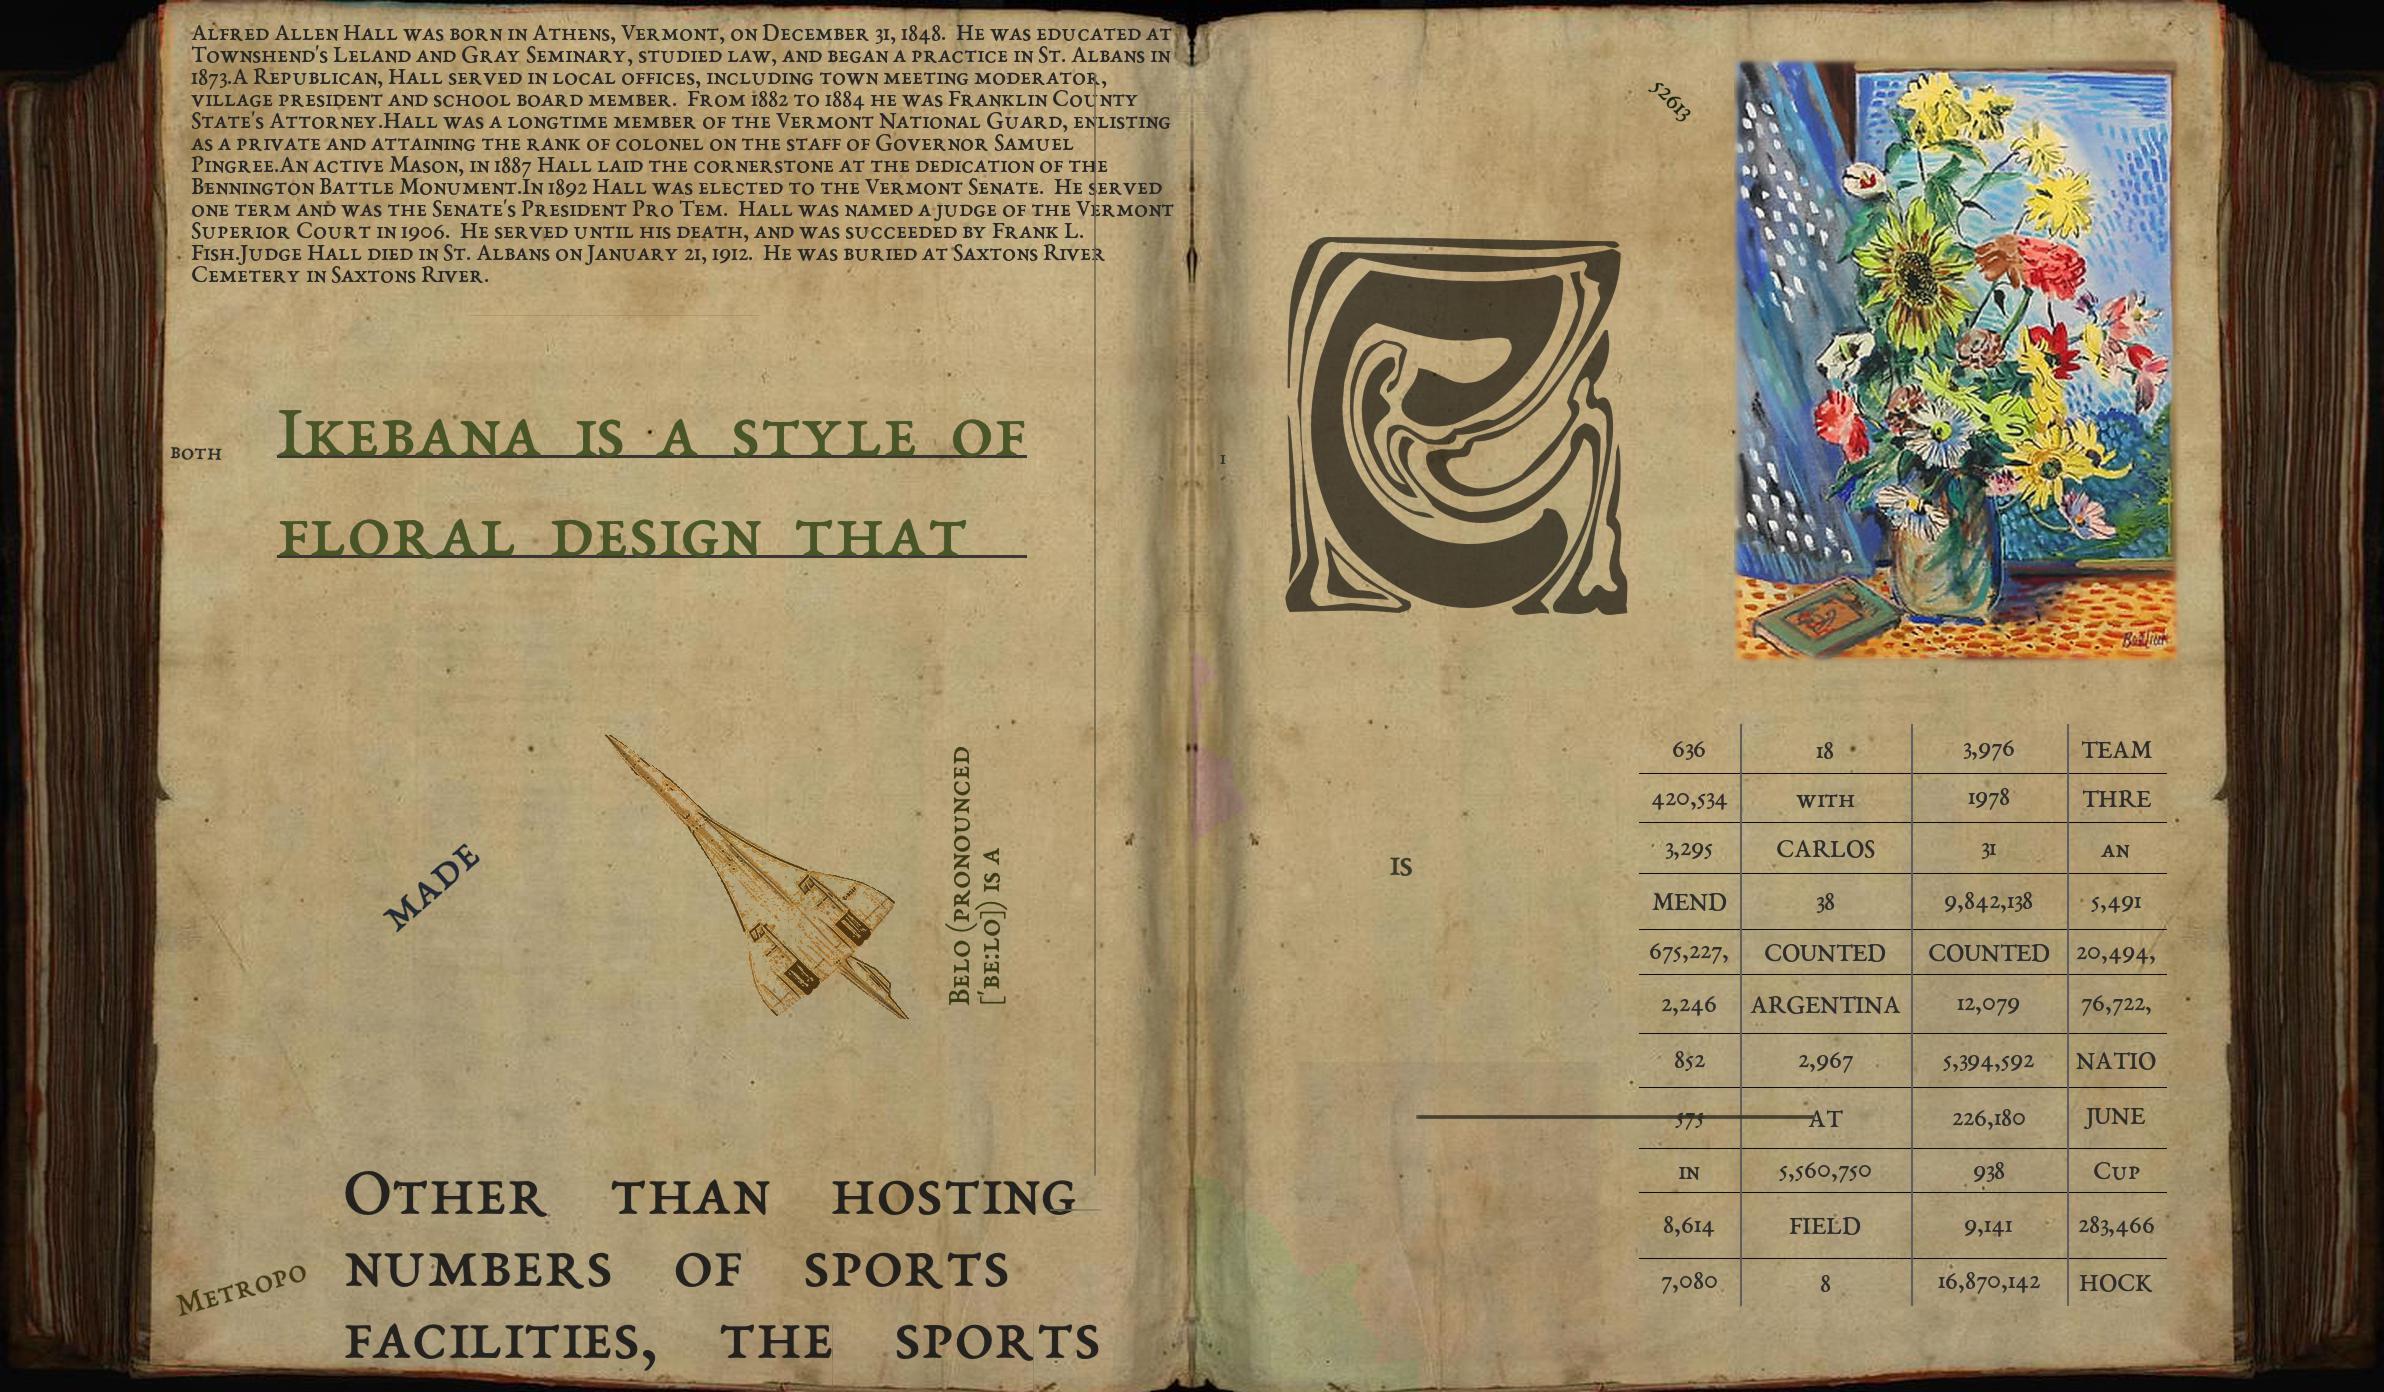 Alfred Allen Hall was born in Athens, Vermont, on December 31, 1848.  He was educated at
Townshend's Leland and Gray Seminary, studied law, and began a practice in St. Albans in
1873.A Republican, Hall served in local offices, including town meeting moderator,
village president and school board member.  From 1882 to 1884 he was Franklin County
State's Attorney.Hall was a longtime member of the Vermont National Guard, enlisting
as a private and attaining the rank of colonel on the staff of Governor Samuel
Pingree.An active Mason, in 1887 Hall laid the cornerstone at the dedication of the
Bennington Battle Monument.In 1892 Hall was elected to the Vermont Senate.  He served
one term and was the Senate's President Pro Tem.  Hall was named a judge of the Vermont
Superior Court in 1906.  He served until his death, and was succeeded by Frank L.
Fish.Judge Hall died in St. Albans on January 21, 1912.  He was buried at Saxtons River
Cemetery in Saxtons River.
both
Ikebana is a style of
floral design that
MADE
Belo (pronounced
['be:lo]) is a
Other than hosting
numbers of sports
facilities, the sports
Metropo
52613
1
is
636 18 3,976 TEAM
420,534 with 1978 THRE
3,295 CARLOS 31 an
MEND 38 9,842,138 5,491
675,227, COUNTED COUNTED 20,494,
2,246 ARGENTINA 12,079 76,722,
852 2,967 5,394,592 NATIO
575 AT 226,180 JUNE
in 5,560,750 938 Cup
8,614 FIELD 9,141 283,466
7,080 8 16,870,142 HOCK